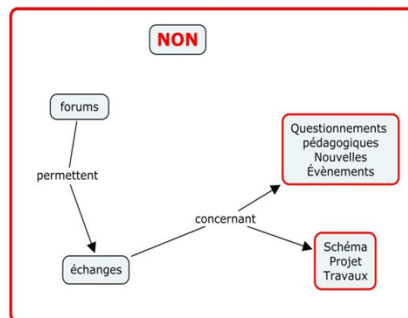 NON
forums
permettent
échanges
concernant
Questionnements
pédagogiques
Nouvelles
Évènements
Schéma
Projet
Travaux